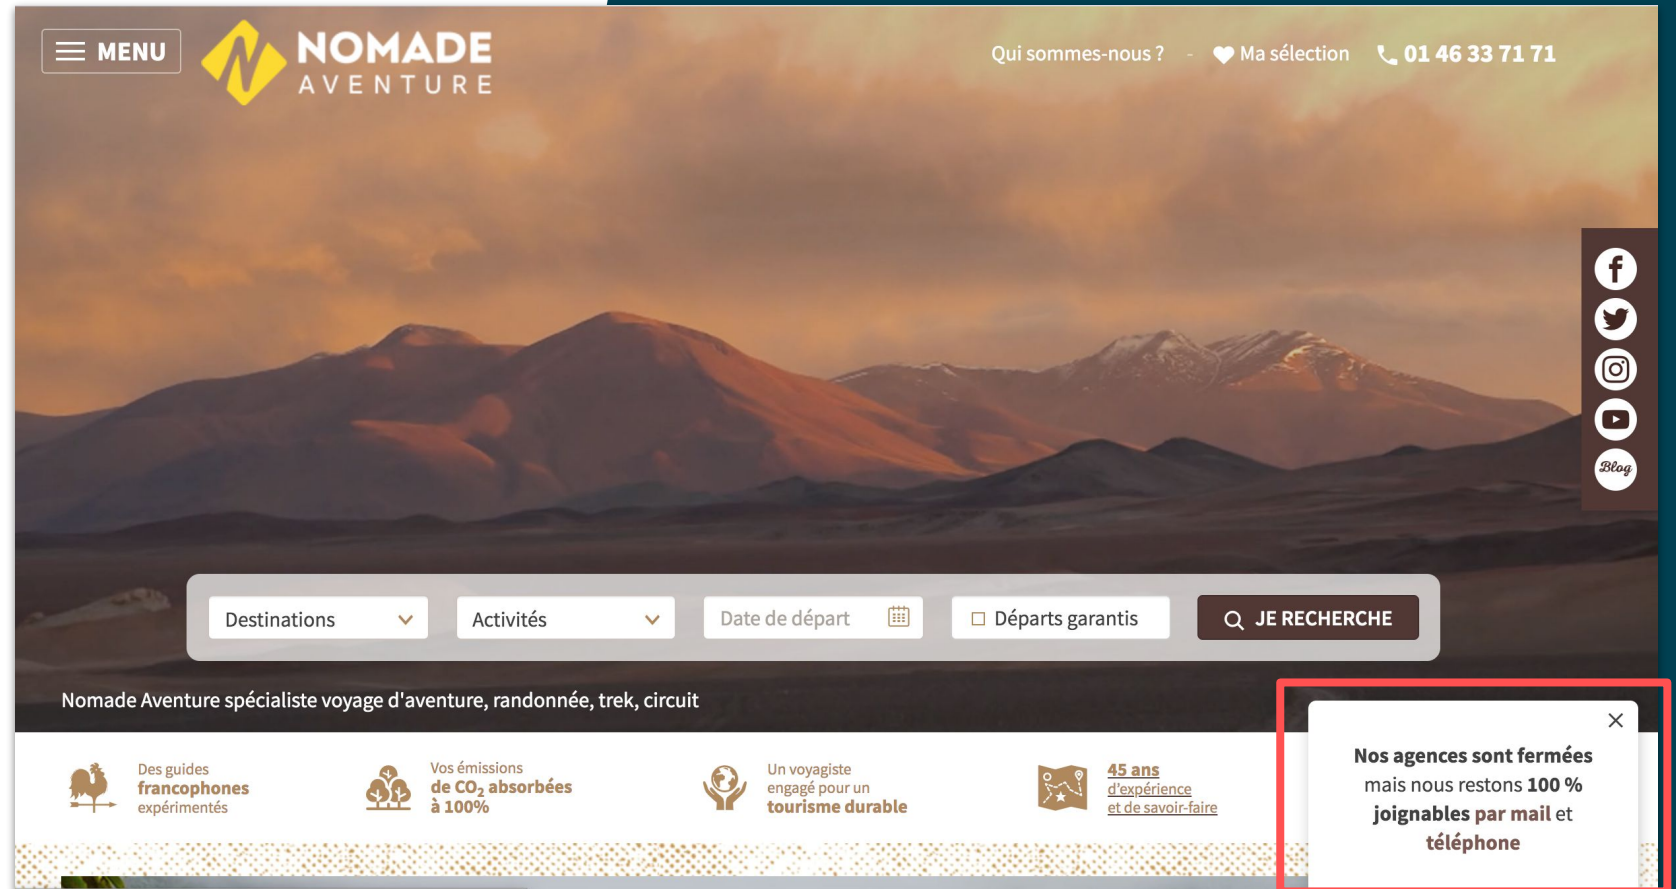 MENU
NOMADE
AVENTURE
Qui sommes-nous ? - Ma sélection 01 46 33 71 71
Blog
Destinations
Activités
Date de départ
Départs garantis
JE RECHERCHE
Nomade Aventure spécialiste voyage d'aventure, randonnée, trek, circuit
Des guides
francophones
expérimentés
Vos émissions
de CO₂ absorbées
à 100%
Un voyagiste
engagé pour un
tourisme durable
45 ans
d'expérience
et de savoir-faire
Nos agences sont fermées
mais nous restons 100 %
joignables par mail et
téléphone